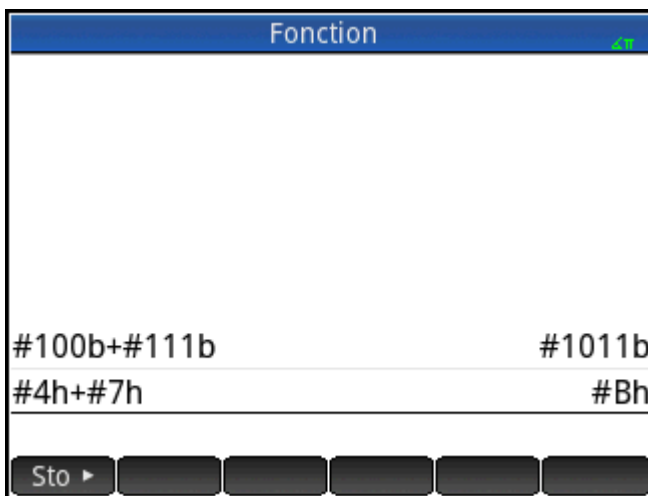 Fonction
∡π
#100b+#111b #1011b
#4h+#7h #Bh
Sto ▸